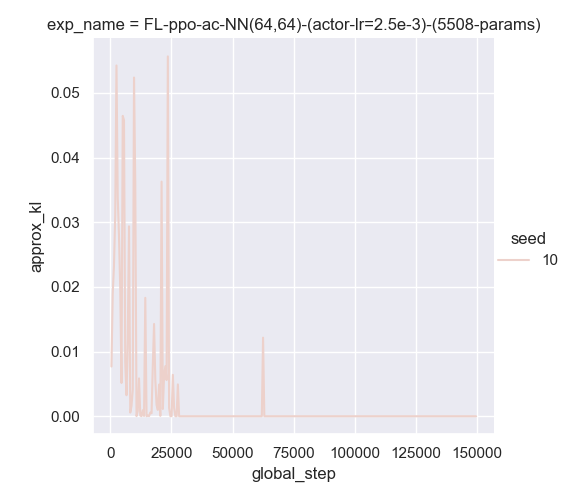 exp_name = FL-ppo-ac-NN(64,64)-(actor-lr=2.5e-3)-(5508-params)
0.05
0.04
0.03
0.02
0.01
0.00
approx_kl
0 25000 50000 75000 100000 125000 150000
global_step
seed
10